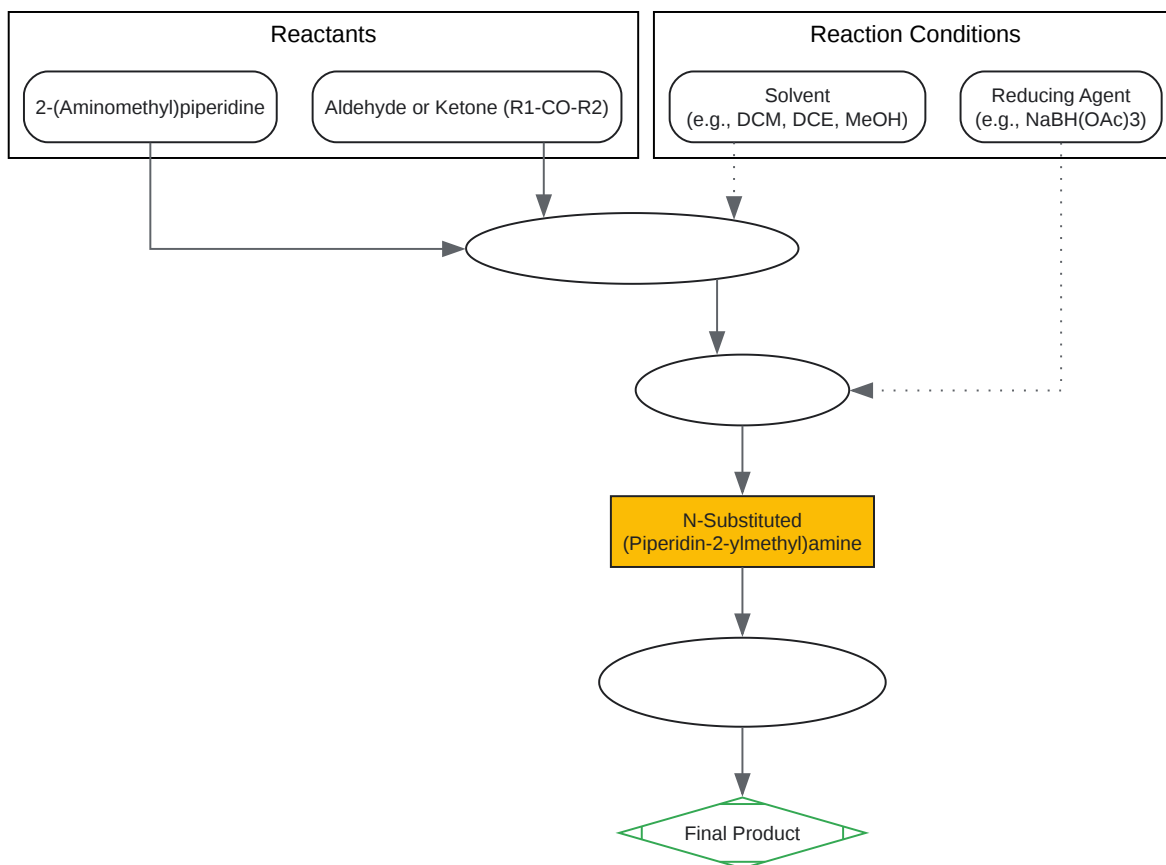 Reactants
Reaction Conditions
2-(Aminomethyl)piperidine
Aldehyde or Ketone (R1-CO-R2)
Solvent
(e.g., DCM, DCE, MeOH)
Reducing Agent
(e.g., NaBH(OAc)3)
N-Substituted
(Piperidin-2-ylmethyl)amine
Final Product